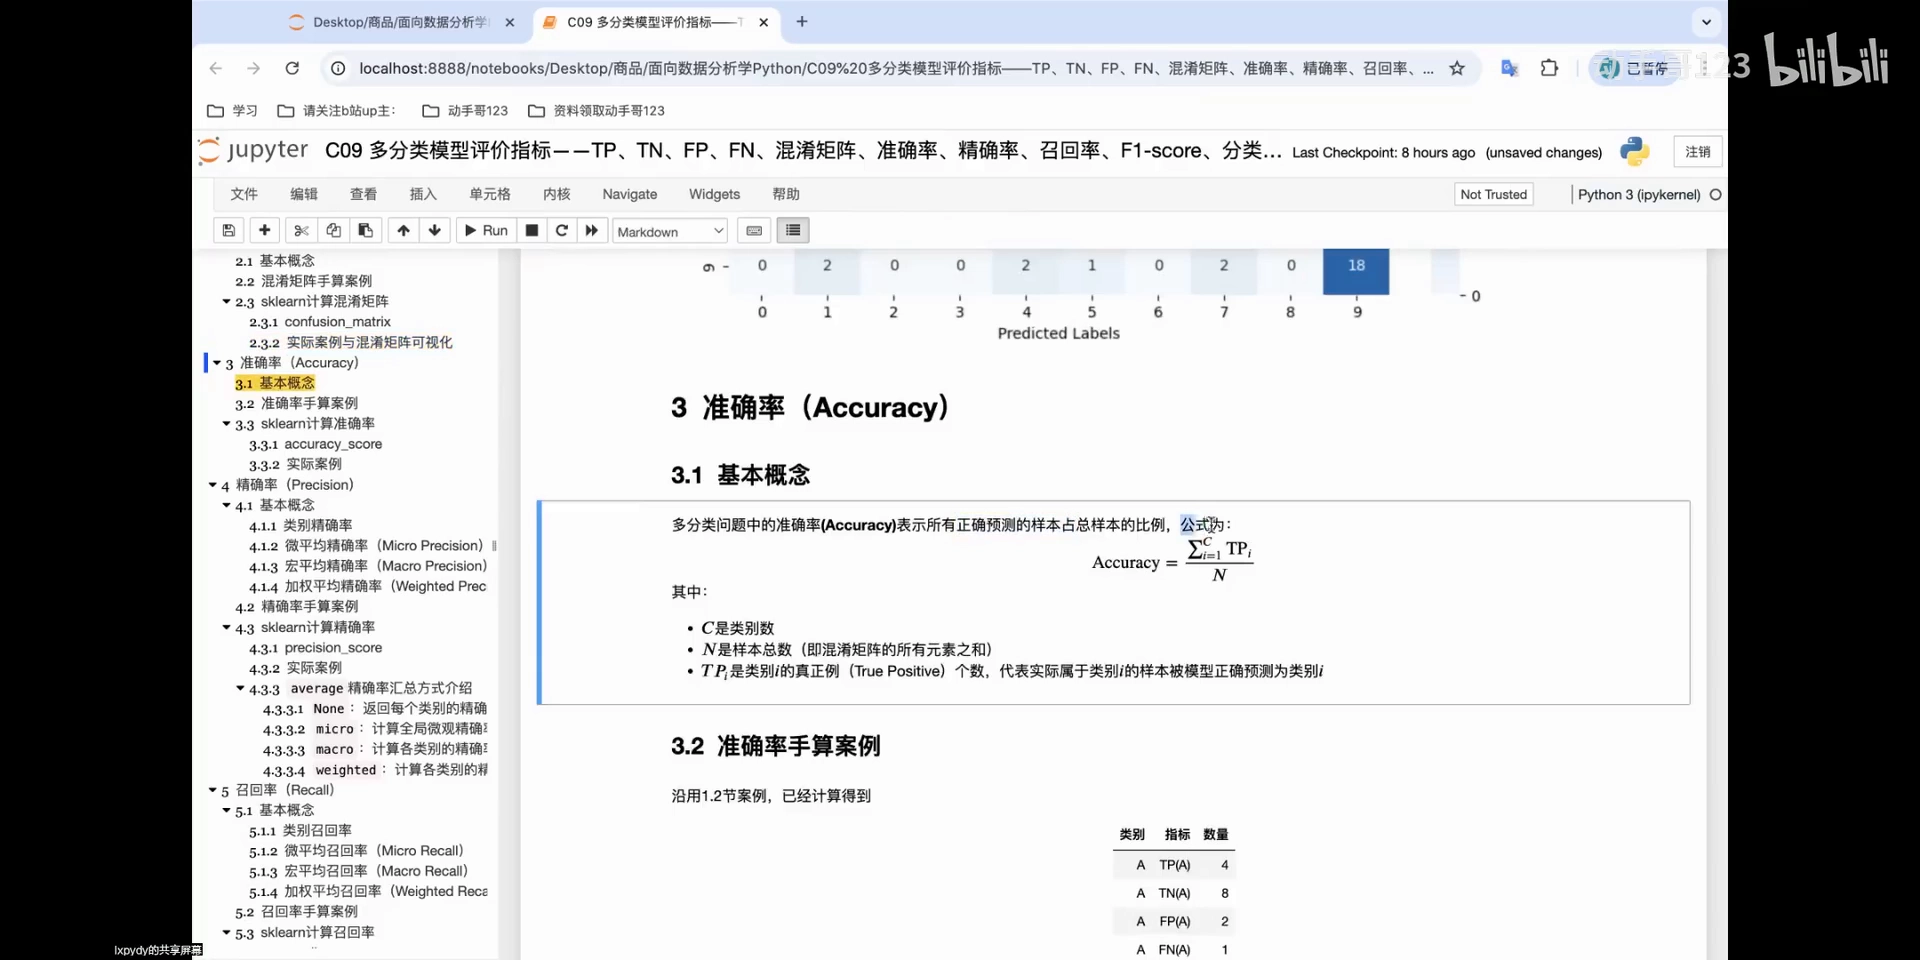 Desktop/商品/面向数据分析学
C09 多分类模型评价指标——T
localhost:8888/notebooks/Desktop/商品/面向数据分析学Python/C09%20多分类模型评价指标——TP、TN、FP、FN、混淆矩阵、准确率、精确率、召回率、...
已暂停
bilibili
学习
请关注b站up主:
动手哥123
资料领取动手哥123
jupyter
C09 多分类模型评价指标——TP、TN、FP、FN、混淆矩阵、准确率、精确率、召回率、F1-score、分类...
Last Checkpoint: 8 hours ago
(unsaved changes)
注销
文件
编辑
查看
插入
单元格
内核
Navigate
Widgets
帮助
Not Trusted
Python 3 (ipykernel)
Run
Markdown
2.1 基本概念
2.2 混淆矩阵手算案例
2.3 sklearn计算混淆矩阵
2.3.1 confusion_matrix
2.3.2 实际案例与混淆矩阵可视化
3 准确率（Accuracy）
3.1 基本概念
3.2 准确率手算案例
3.3 sklearn计算准确率
3.3.1 accuracy_score
3.3.2 实际案例
4 精确率（Precision）
4.1 基本概念
4.1.1 类别精确率
4.1.2 微平均精确率（Micro Precision）
4.1.3 宏平均精确率（Macro Precision）
4.1.4 加权平均精确率（Weighted Prec
4.2 精确率手算案例
4.3 sklearn计算精确率
4.3.1 precision_score
4.3.2 实际案例
4.3.3 average 精确率汇总方式介绍
4.3.3.1 None：返回每个类别的精确
4.3.3.2 micro：计算全局微观精确率
4.3.3.3 macro：计算各类别的精确率
4.3.3.4 weighted：计算各类别的精
5 召回率（Recall）
5.1 基本概念
5.1.1 类别召回率
5.1.2 微平均召回率（Micro Recall）
5.1.3 宏平均召回率（Macro Recall）
5.1.4 加权平均召回率（Weighted Reca
5.2 召回率手算案例
5.3 sklearn计算召回率
9 - 0 2 0 0 2 1 0 2 0 18
- 0
0 1 2 3 4 5 6 7 8 9
Predicted Labels
3 准确率（Accuracy）
3.1 基本概念
多分类问题中的准确率(Accuracy)表示所有正确预测的样本占总样本的比例，公式为：
Accuracy = \frac{\sum_{i=1}^{C} TP_i}{N}
其中：
• C是类别数
• N是样本总数（即混淆矩阵的所有元素之和）
• TP_i是类别i的真正例（True Positive）个数，代表实际属于类别i的样本被模型正确预测为类别i
3.2 准确率手算案例
沿用1.2节案例，已经计算得到
类别 指标 数量
A TP(A) 4
A TN(A) 8
A FP(A) 2
A FN(A) 1
lxpydy的共享屏幕